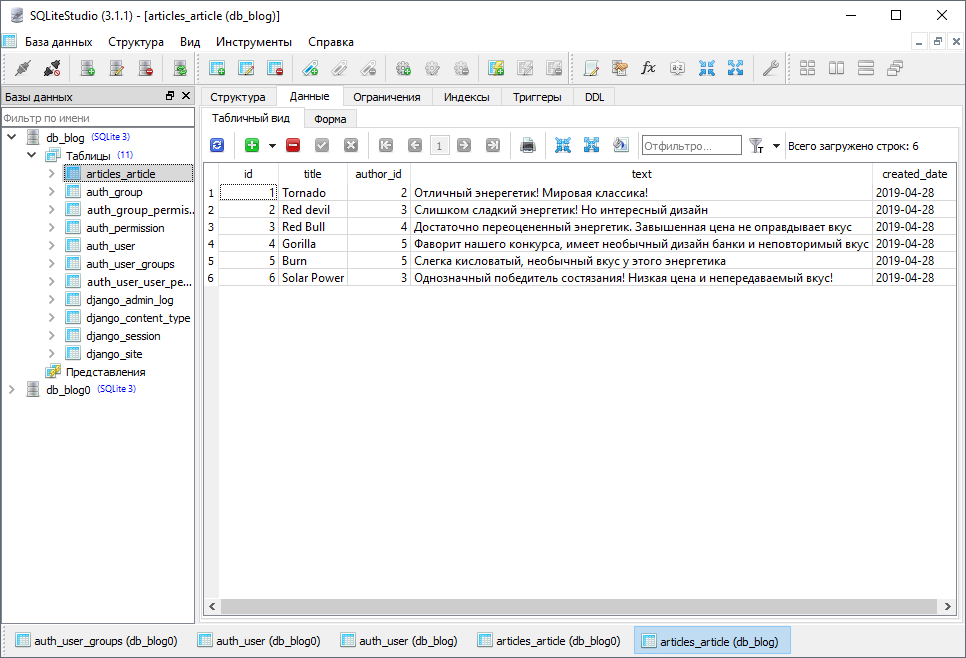 SQLiteStudio (3.1.1) - [articles_article (db_blog)]
База данных Структура Вид Инструменты Справка
Базы данных
Фильтр по имени
db_blog (SQLite 3)
Таблицы (11)
articles_article
auth_group
auth_group_permis...
auth_permission
auth_user
auth_user_groups
auth_user_user_pe...
django_admin_log
django_content_type
django_session
django_site
Представления
db_blog0 (SQLite 3)
Структура Данные Ограничения Индексы Триггеры DDL
Табличный вид Форма
1 Отфильтро... Всего загружено строк: 6
id title author_id text created_date
1 1 Tornado 2 Отличный энерегетик! Мировая классика! 2019-04-28
2 2 Red devil 3 Слишком сладкий энергетик! Но интересный дизайн 2019-04-28
3 3 Red Bull 4 Достаточно переоцененный энергетик. Завышенная цена не оправдывает вкус 2019-04-28
4 4 Gorilla 5 Фаворит нашего конкурса, имеет необычный дизайн банки и неповторимый вкус 2019-04-28
5 5 Burn 5 Слегка кисловатый, необычный вкус у этого энергетика 2019-04-28
6 6 Solar Power 3 Однозначный победитель состязания! Низкая цена и непередаваемый вкус! 2019-04-28
auth_user_groups (db_blog0) auth_user (db_blog0) auth_user (db_blog) articles_article (db_blog0) articles_article (db_blog)